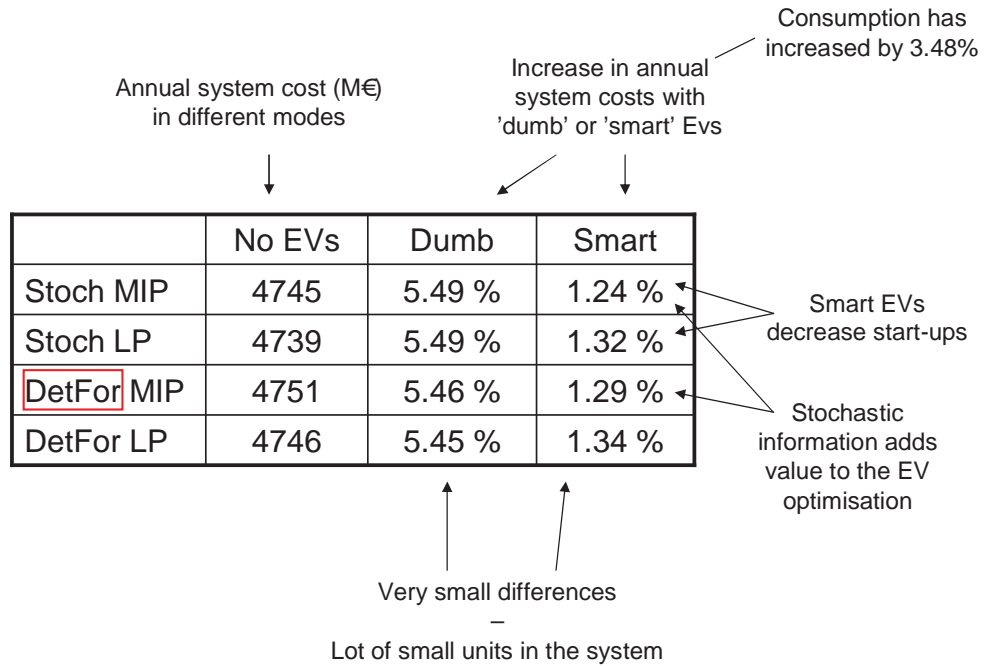 Consumption has
increased by 3.48%
Increase in annual
system costs with
’dumb’ or ’smart’ Evs
Annual system cost (M€)
in different modes
No EVs Dumb Smart
Stoch MIP 4745 5.49 % 1.24 %
Stoch LP 4739 5.49 % 1.32 %
DetFor MIP 4751 5.46 % 1.29 %
DetFor LP 4746 5.45 % 1.34 %
Smart EVs
decrease start-ups
Stochastic
information adds
value to the EV
optimisation
Very small differences
–
Lot of small units in the system